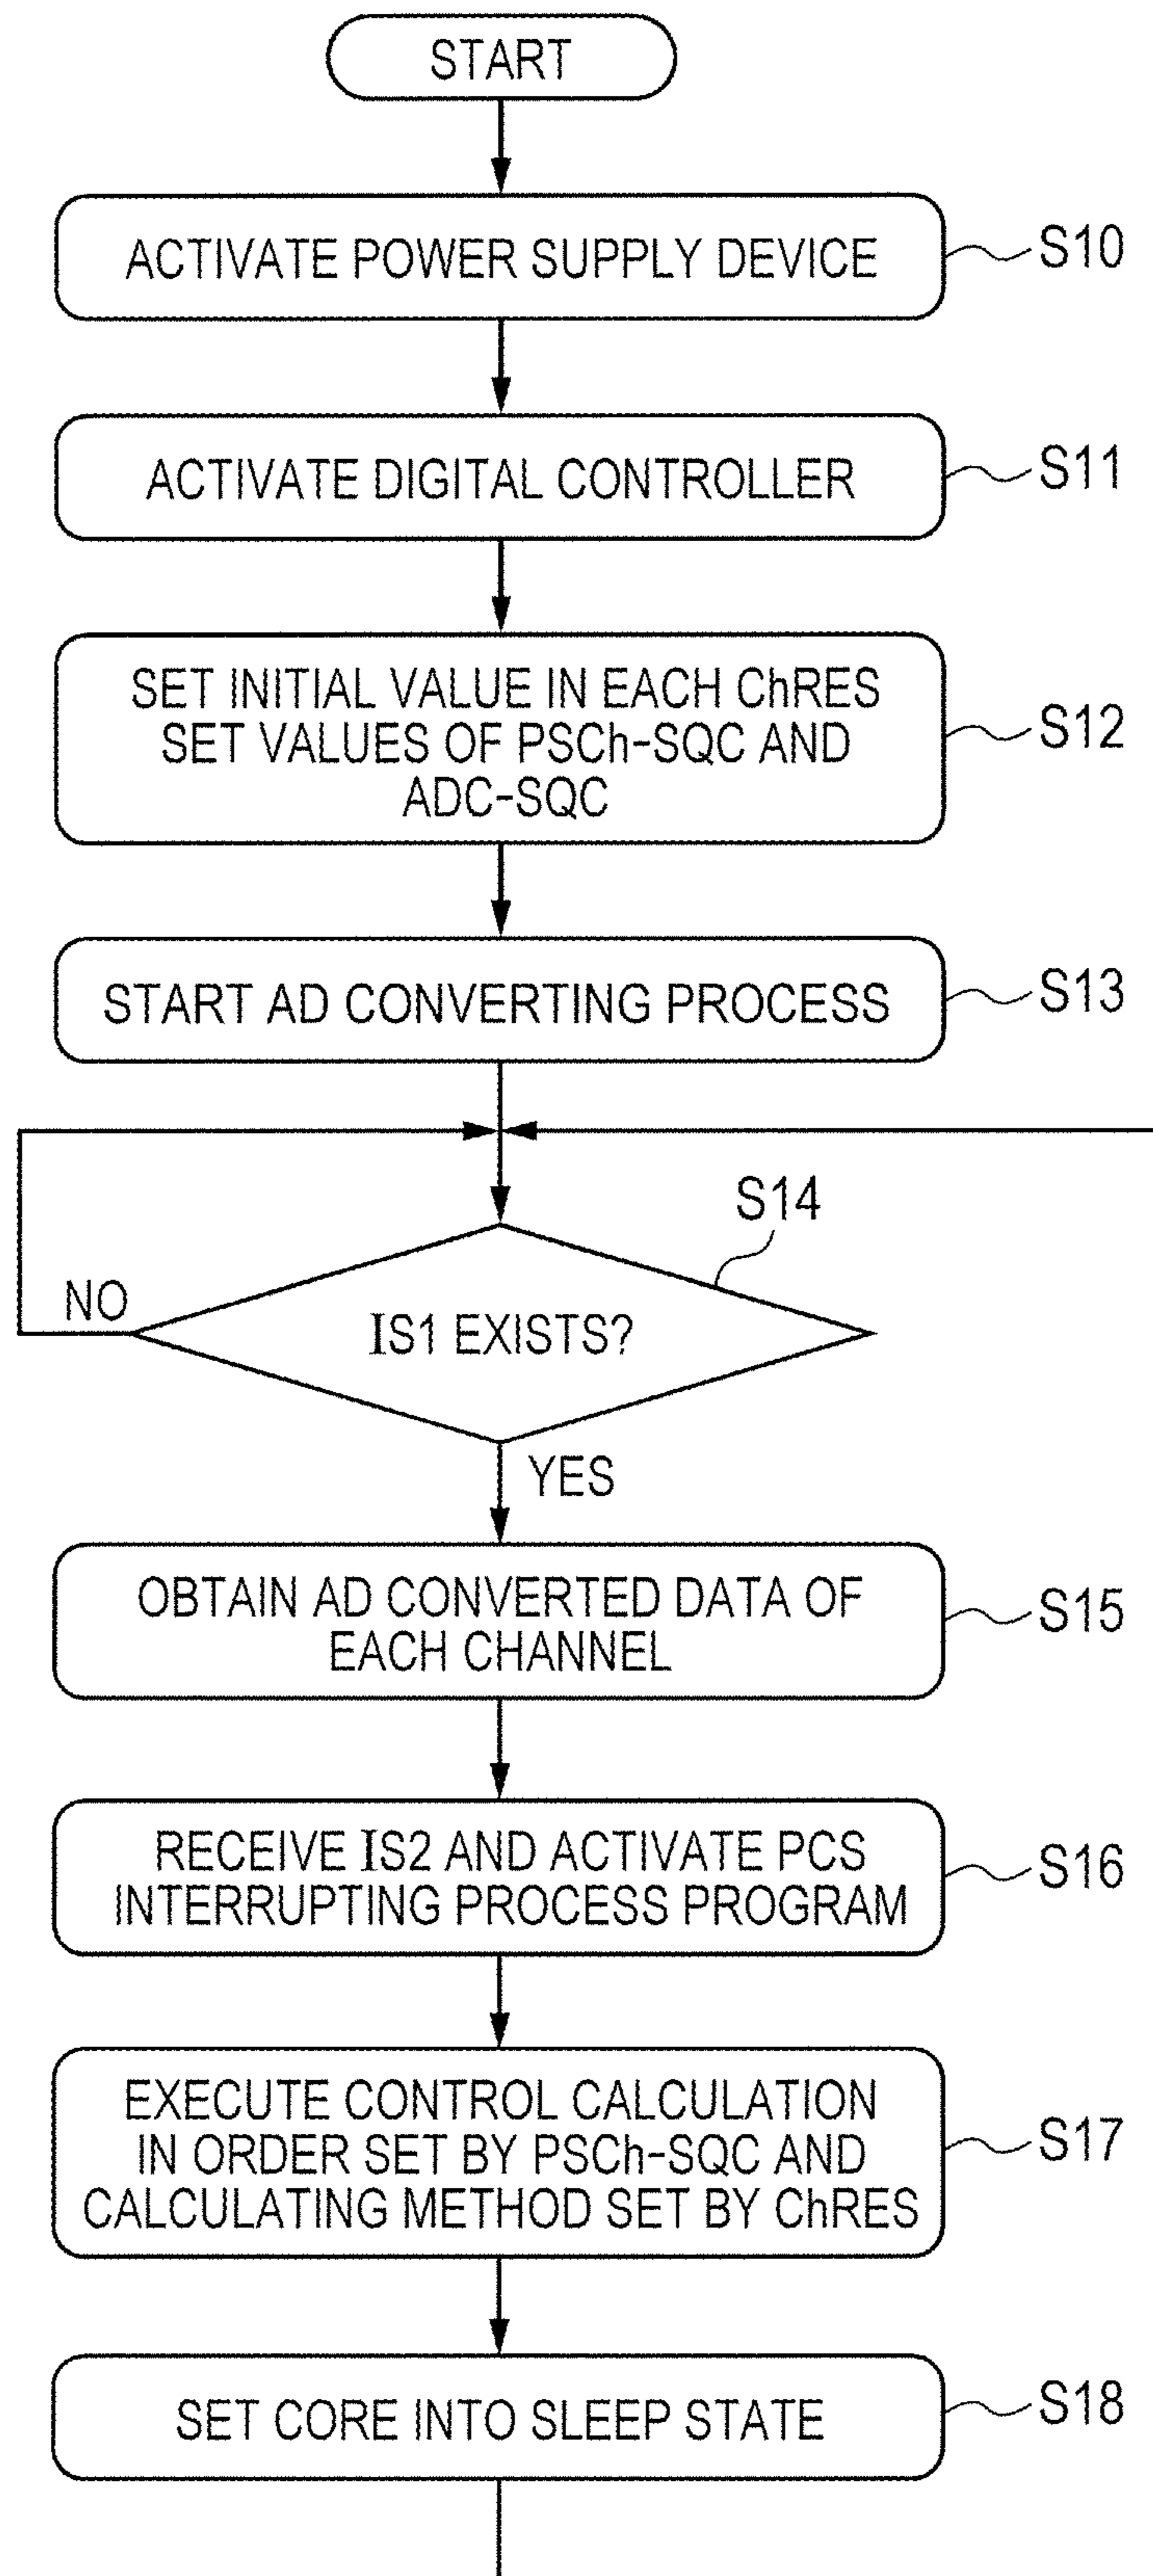 START
ACTIVATE POWER SUPPLY DEVICE
S10
ACTIVATE DIGITAL CONTROLLER
S11
SET INITIAL VALUE IN EACH ChRES
SET VALUES OF PSCh-SQC AND
ADC-SQC
S12
START AD CONVERTING PROCESS
S13
S14
NO
IS1 EXISTS?
YES
OBTAIN AD CONVERTED DATA OF
EACH CHANNEL
S15
RECEIVE IS2 AND ACTIVATE PCS
INTERRUPTING PROCESS PROGRAM
S16
EXECUTE CONTROL CALCULATION
IN ORDER SET BY PSCh-SQC AND
CALCULATING METHOD SET BY ChRES
S17
SET CORE INTO SLEEP STATE
S18